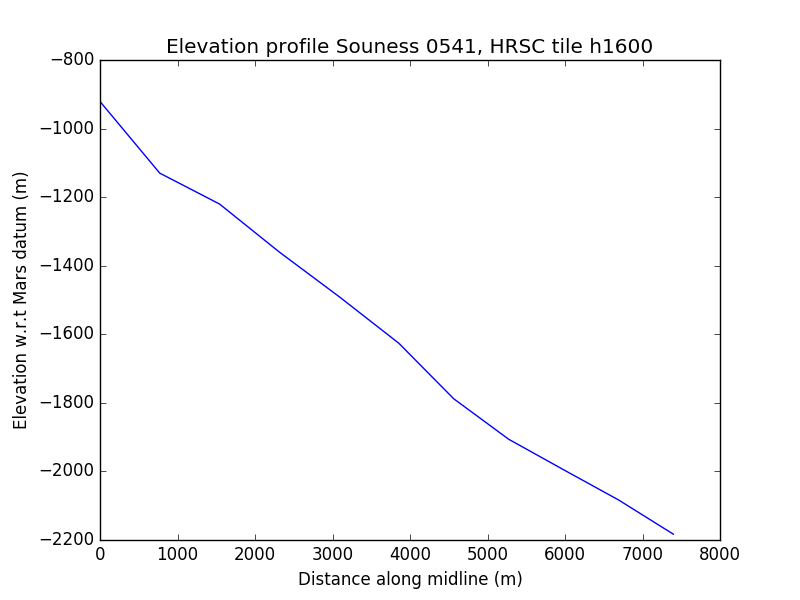 Elevation profile Souness 0541, HRSC tile h1600
−800
−1000
−1200
−1400
−1600
−1800
−2000
−2200
Elevation w.r.t Mars datum (m)
0 1000 2000 3000 4000 5000 6000 7000 8000
Distance along midline (m)